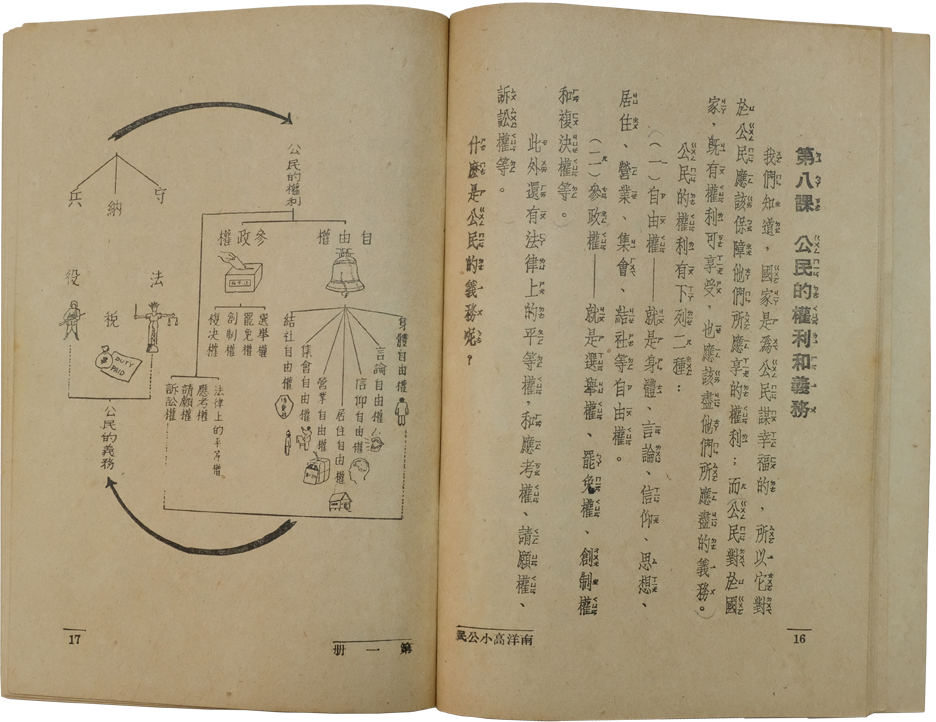 第八課 公民的權利和義務
我們知道，國家是為公民謀幸福的，所以它對
於公民應該保障他們所應享的權利；而公民對於國
家，既有權利可享受，也應該盡他們所應盡的義務。
公民的權利有下列二種：
（一）自由權——就是身體、言論、信仰、思想、
居住、營業、集會、結社等自由權。
（二）參政權——就是選舉權、罷免權、創制權
和複決權等。
此外還有法律上的平等權，和應考權、請願權、
訴訟權等。
什麼是公民的義務呢？
16
南洋高小公民
公民的權利
自由權
身體自由權
言論自由權
信仰自由權
居住自由權
營業自由權
集會自由權
結社自由權
參政權
選舉權
罷免權
創制權
複決權
法律上的平等權
應考權
請願權
訴訟權
守法
納稅
兵役
DUTY PAID
公民的義務
第一冊
17